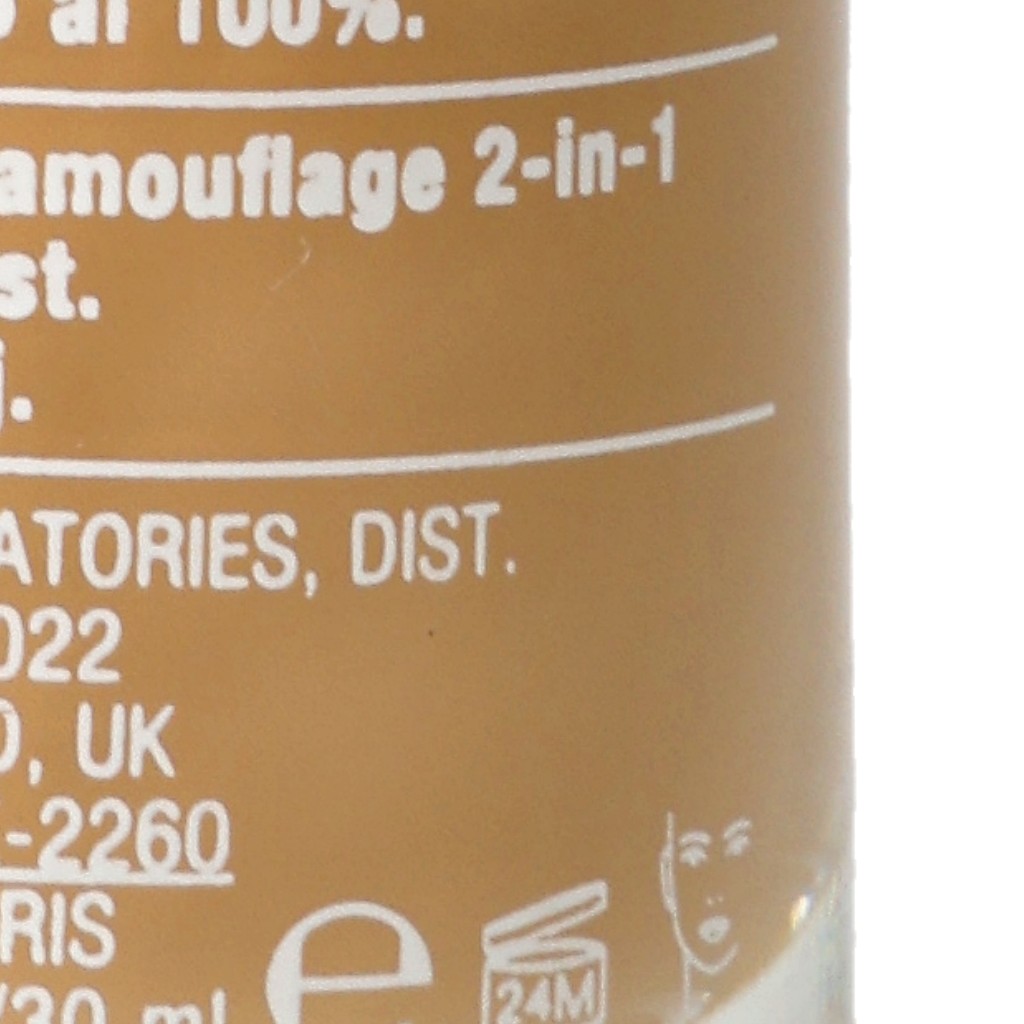 al 100%.
amouflage 2-in-1
st.
j.
ATORIES, DIST.
022
, UK
-2260
RIS
/30 ml
e
24M